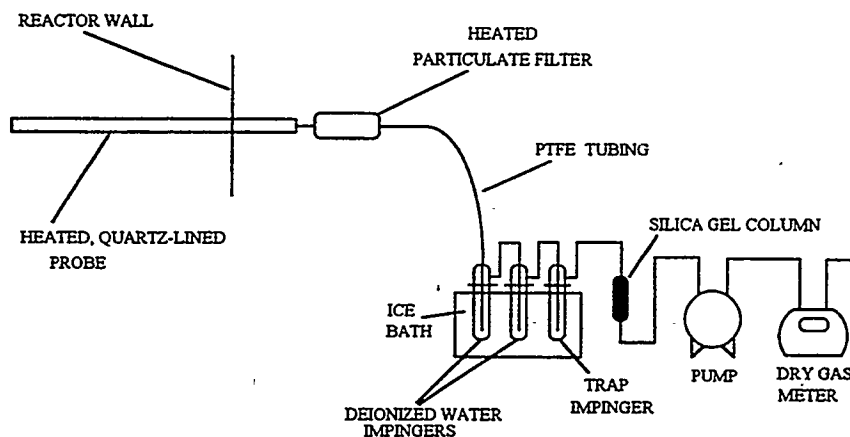 REACTOR WALL
HEATED
PARTICULATE FILTER
PTFE TUBING
HEATED, QUARTZ-LINED
PROBE
SILICA GEL COLUMN
ICE
BATH
PUMP
DRY GAS
METER
TRAP
IMPINGER
DEIONIZED WATER
IMPINGERS